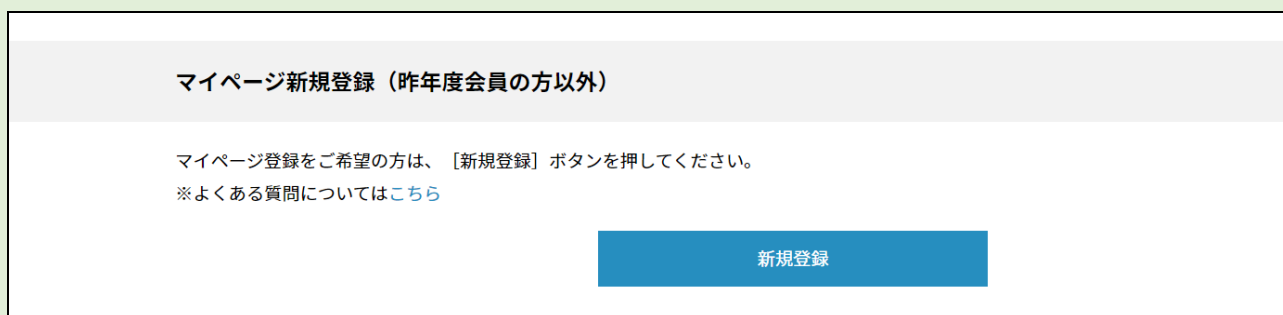 マイページ新規登録（昨年度会員の方以外）
マイページ登録をご希望の方は、［新規登録］ボタンを押してください。
※よくある質問についてはこちら
新規登録